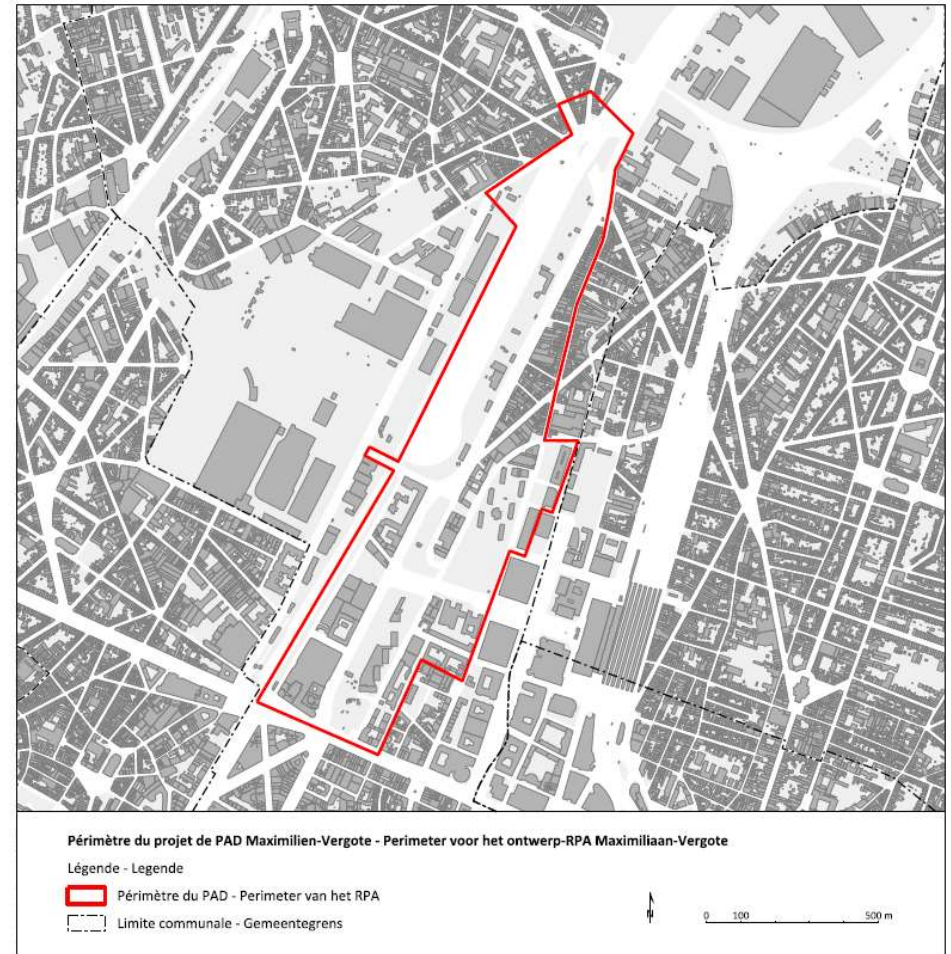 Périmètre du projet de PAD Maximilien-Vergote - Perimeter voor het ontwerp-RPA Maximiliaan-Vergote
Légende - Legende
Périmètre du PAD - Perimeter van het RPA
Limite communale - Gemeentegrens
N
0 100 500 m